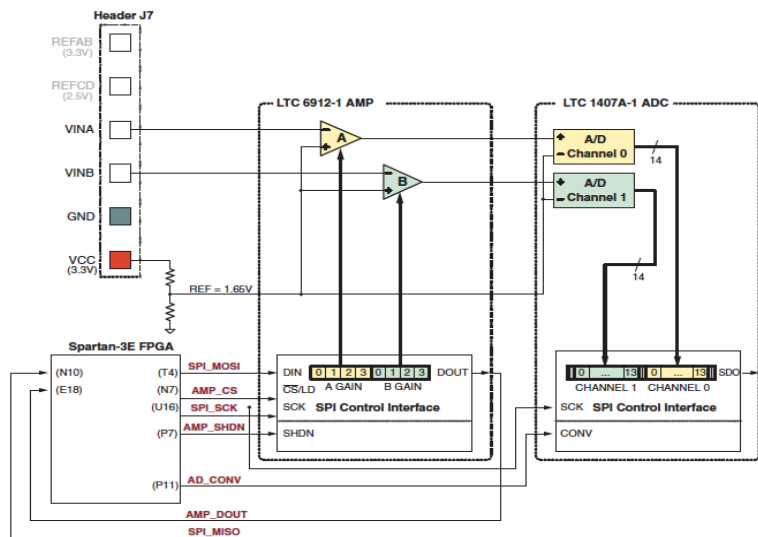 Header J7
REFAB
(3.3V)
REFCD
(2.5V)
VINA
VINB
GND
VCC
(3.3V)
REF = 1.65V
LTC 6912-1 AMP
A
B
DIN
0 1 2 3 0 1 2 3
DOUT
A GAIN B GAIN
CS/LD
SCK
SPI Control Interface
SHDN
LTC 1407A-1 ADC
A/D
Channel 0
14
A/D
Channel 1
14
0 ... 13 0 ... 13
SDO
CHANNEL 1 CHANNEL 0
SCK
SPI Control Interface
CONV
Spartan-3E FPGA
(N10)
(E18)
(T4)
(N7)
(U16)
(P7)
(P11)
SPI_MOSI
AMP_CS
SPI_SCK
AMP_SHDN
AD_CONV
AMP_DOUT
SPI_MISO